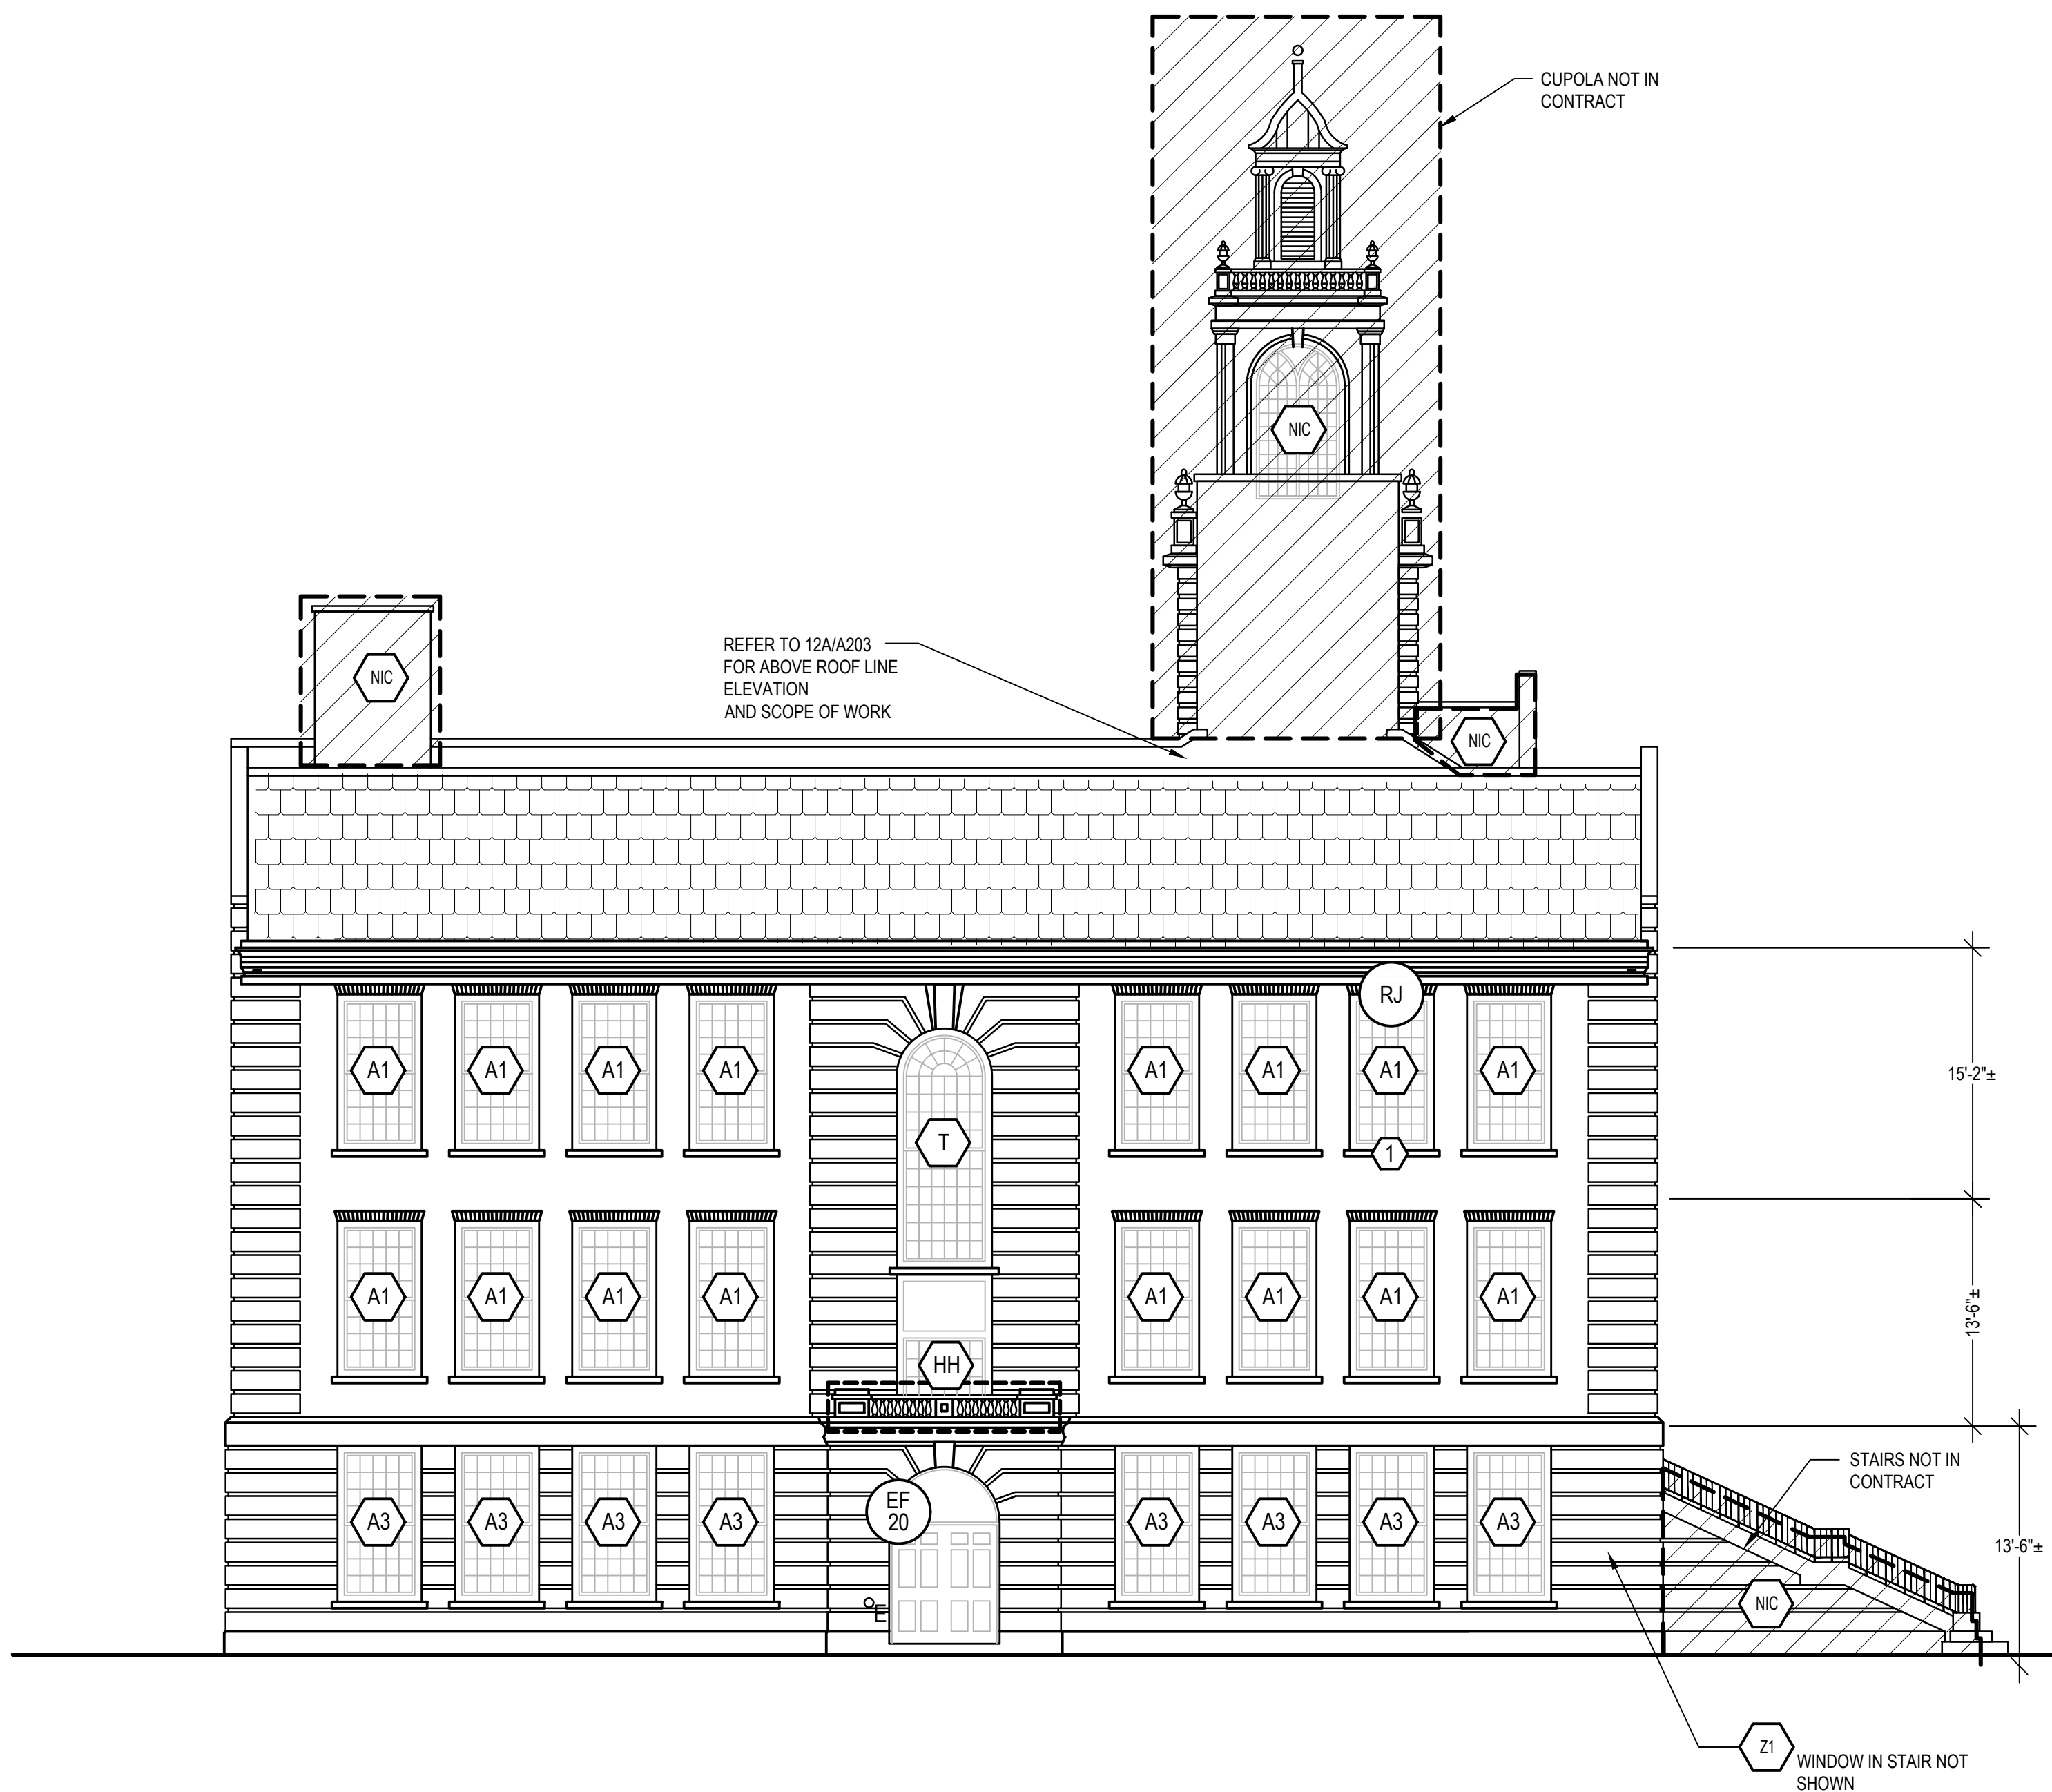 CUPOLA NOT IN
CONTRACT
NIC
REFER TO 12A/A203
FOR ABOVE ROOF LINE
ELEVATION
AND SCOPE OF WORK
NIC
NIC
RJ
A1 A1 A1 A1 A1 A1 A1 A1
15'-2"±
T
1
A1 A1 A1 A1 A1 A1 A1 A1
13'-6"±
HH
STAIRS NOT IN
CONTRACT
EF
20
A3 A3 A3 A3 A3 A3 A3 A3
13'-6"±
NIC
E
Z1
WINDOW IN STAIR NOT
SHOWN